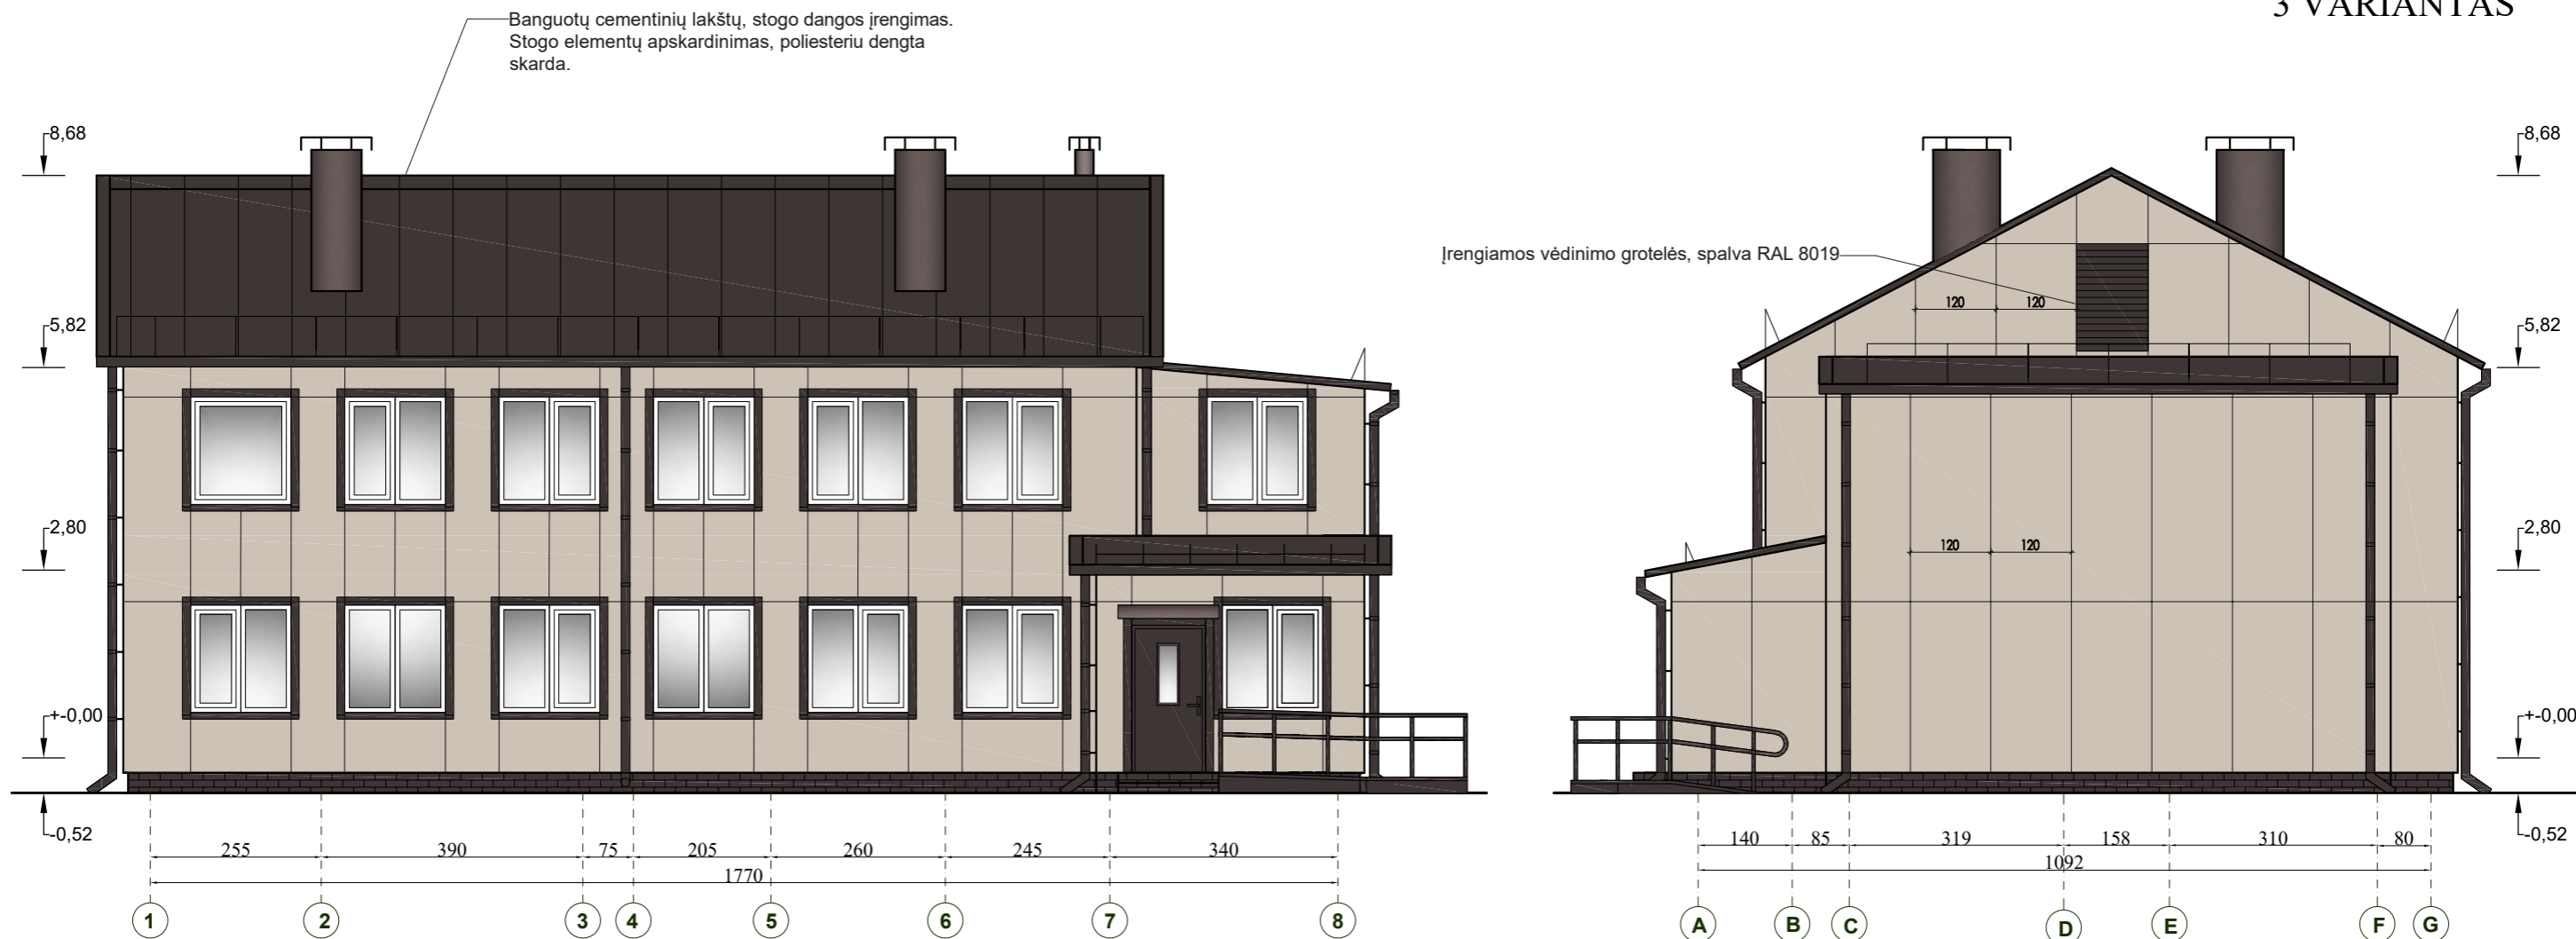 3 VARIANTAS
Banguotų cementinių lakštų, stogo dangos įrengimas.
Stogo elementų apskardinimas, poliesteriu dengta
skarda.
8,68
5,82
2,80
+-0,00
-0,52
255 390 75 205 260 245 340
1770
1 2 3 4 5 6 7 8
Įrengiamos vėdinimo grotelės, spalva RAL 8019
120 120
120 120
8,68
5,82
2,80
+-0,00
-0,52
140 85 319 158 310 80
1092
A B C D E F G